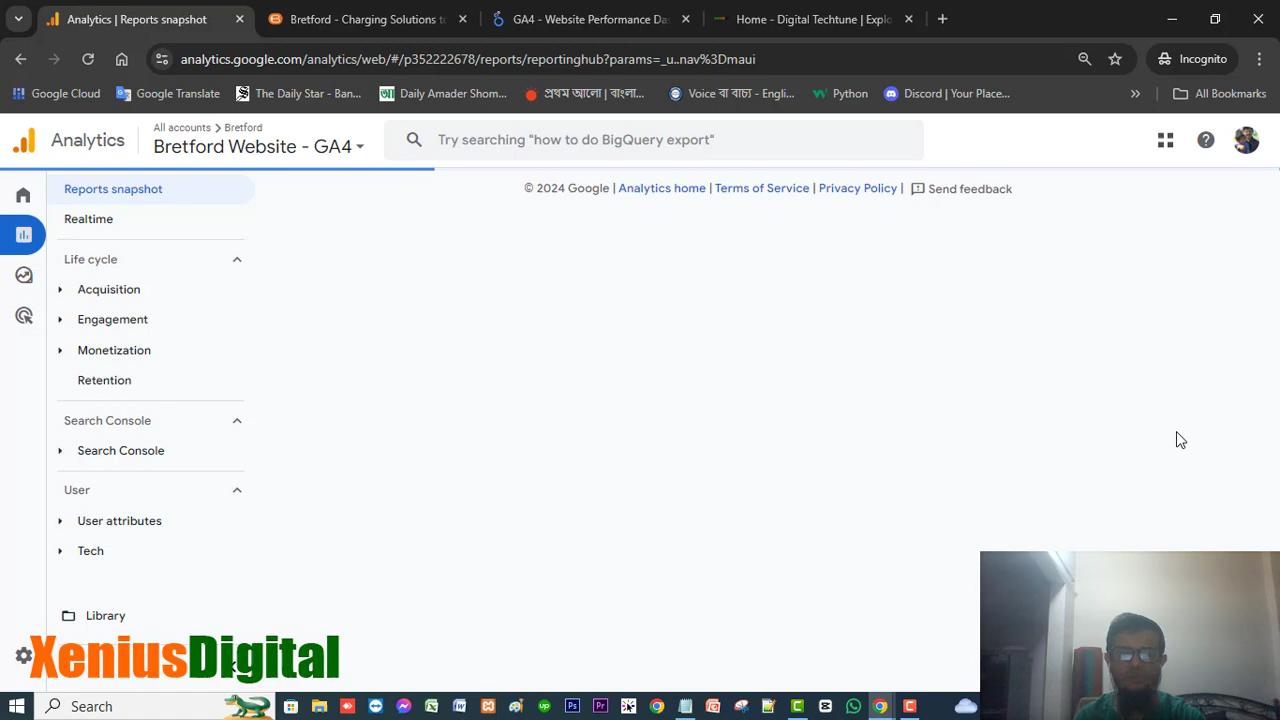 Analytics | Reports snapshot
Bretford - Charging Solutions to
GA4 - Website Performance Das
Home - Digital Techtune | Explo
analytics.google.com/analytics/web/#/p352222678/reports/reportinghub?params=_u..nav%3Dmaui
Incognito
Google Cloud
Google Translate
The Daily Star - Ban...
Daily Amader Shom...
প্রথম আলো | বাংলা...
Voice বা বাচ্য - Engli...
Python
Discord | Your Place...
All Bookmarks
Analytics
All accounts > Bretford
Bretford Website - GA4
Try searching "how to do BigQuery export"
Reports snapshot
© 2024 Google | Analytics home | Terms of Service | Privacy Policy | Send feedback
Realtime
Life cycle
Acquisition
Engagement
Monetization
Retention
Search Console
Search Console
User
User attributes
Tech
Library
XeniusDigital
Search